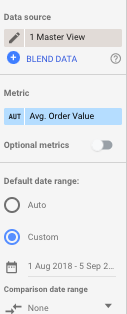 Data source
1 Master View
BLEND DATA
Metric
AUT Avg. Order Value
Optional metrics
Default date range:
Auto
Custom
1 Aug 2018 - 5 Sep 2...
Comparison date range
None